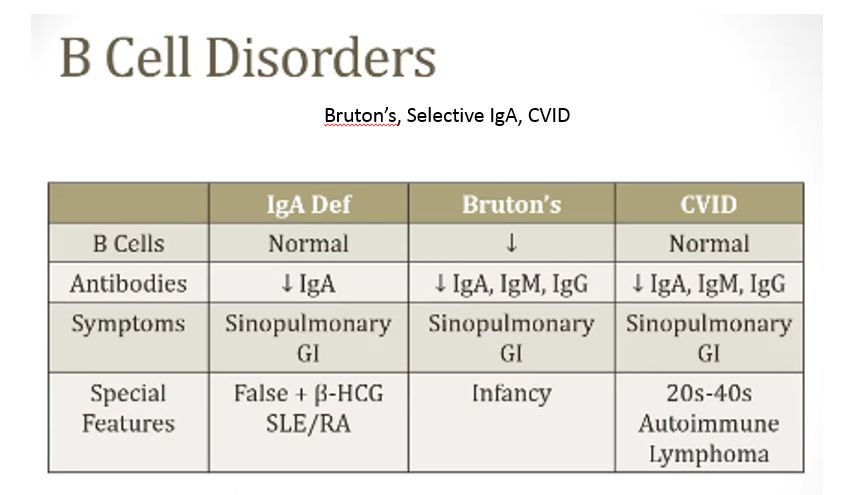 B Cell Disorders
Bruton's, Selective IgA, CVID
IgA Def Bruton's CVID
B Cells Normal ↓ Normal
Antibodies ↓ IgA ↓ IgA, IgM, IgG ↓ IgA, IgM, IgG
Symptoms Sinopulmonary Sinopulmonary Sinopulmonary
GI GI GI
Special False + β-HCG Infancy 20s-40s
Features SLE/RA Autoimmune
Lymphoma